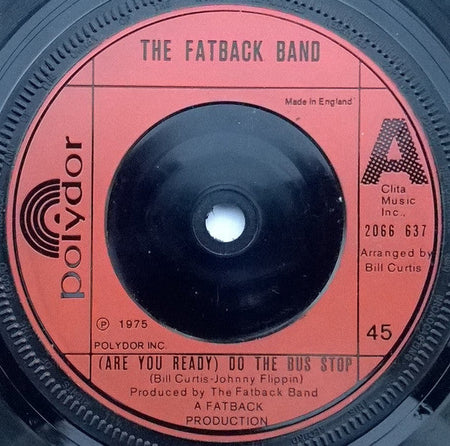 THE FATBACK BAND
Made in England
A
polydor
Clita
Music
Inc.,
2066 637
Arranged by
Bill Curtis
℗ 1975
POLYDOR INC.
45
(ARE YOU READY) DO THE BUS STOP
(Bill Curtis-Johnny Flippin)
Produced by The Fatback Band
A FATBACK
PRODUCTION